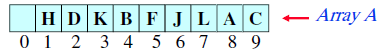 H D K B F J L A C Array A
0 1 2 3 4 5 6 7 8 9